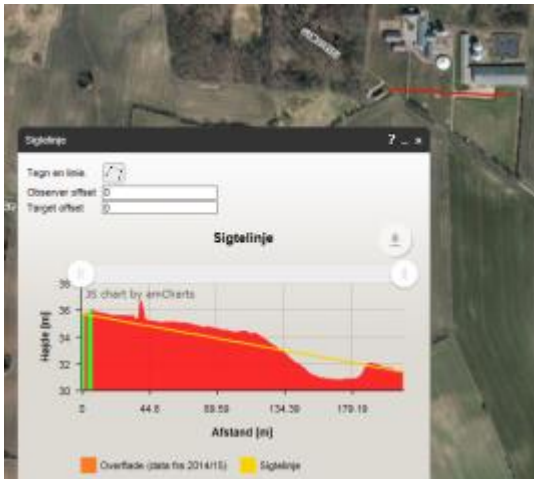 Sigtelinje
? _ ×
Tegn en linie
Observer offset 0
Target offset 0
Sigtelinje
JS chart by amCharts
Højde [m]
38
36
34
32
30
0
44.8
89.59
134.39
179.19
Afstand [m]
Overflade (data fra 2014/15)
Sigtelinje